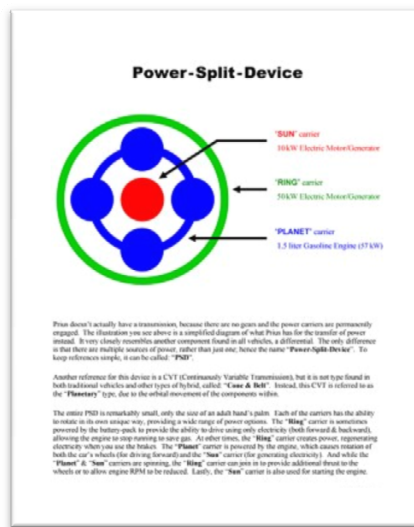 Power-Split-Device
"SUN" carrier
10 kW Electric Motor/Generator
"RING" carrier
50 kW Electric Motor/Generator
"PLANET" carrier
1.5 liter Gasoline Engine (57 kW)
Prius doesn't actually have a transmission, because there are no gears and the power carriers are permanently
engaged. The illustration you see above is a simplified diagram of what Prius has for the transfer of power
instead. It very closely resembles another component found in all vehicles, a differential. The only difference
is that there are multiple sources of power, rather than just one; hence the name "Power-Split-Device". To
keep references simple, it can be called: "PSD".
Another reference for this device is a CVT (Continuously Variable Transmission), but it is not type found in
both traditional vehicles and other types of hybrid, called: "Cone & Belt". Instead, this CVT is referred to as
the "Planetary" type, due to the orbital movement of the components within.
The entire PSD is remarkably small, only the size of an adult hand's palm. Each of the carriers has the ability
to rotate in its own unique way, providing a wide range of power options. The "Ring" carrier is sometimes
powered by the battery-pack to provide the ability to drive using only electricity (both forward & backward),
allowing the engine to stop running to save gas. At other times, the "Ring" carrier creates power, regenerating
electricity when you use the brakes. The "Planet" carrier is powered by the engine, which causes rotation of
both the car's wheels (for driving forward) and the "Sun" carrier (for generating electricity). And while the
"Planet" & "Sun" carriers are spinning, the "Ring" carrier can join in to provide additional thrust to the
wheels or to allow engine RPM to be reduced. Lastly, the "Sun" carrier is also used for starting the engine.